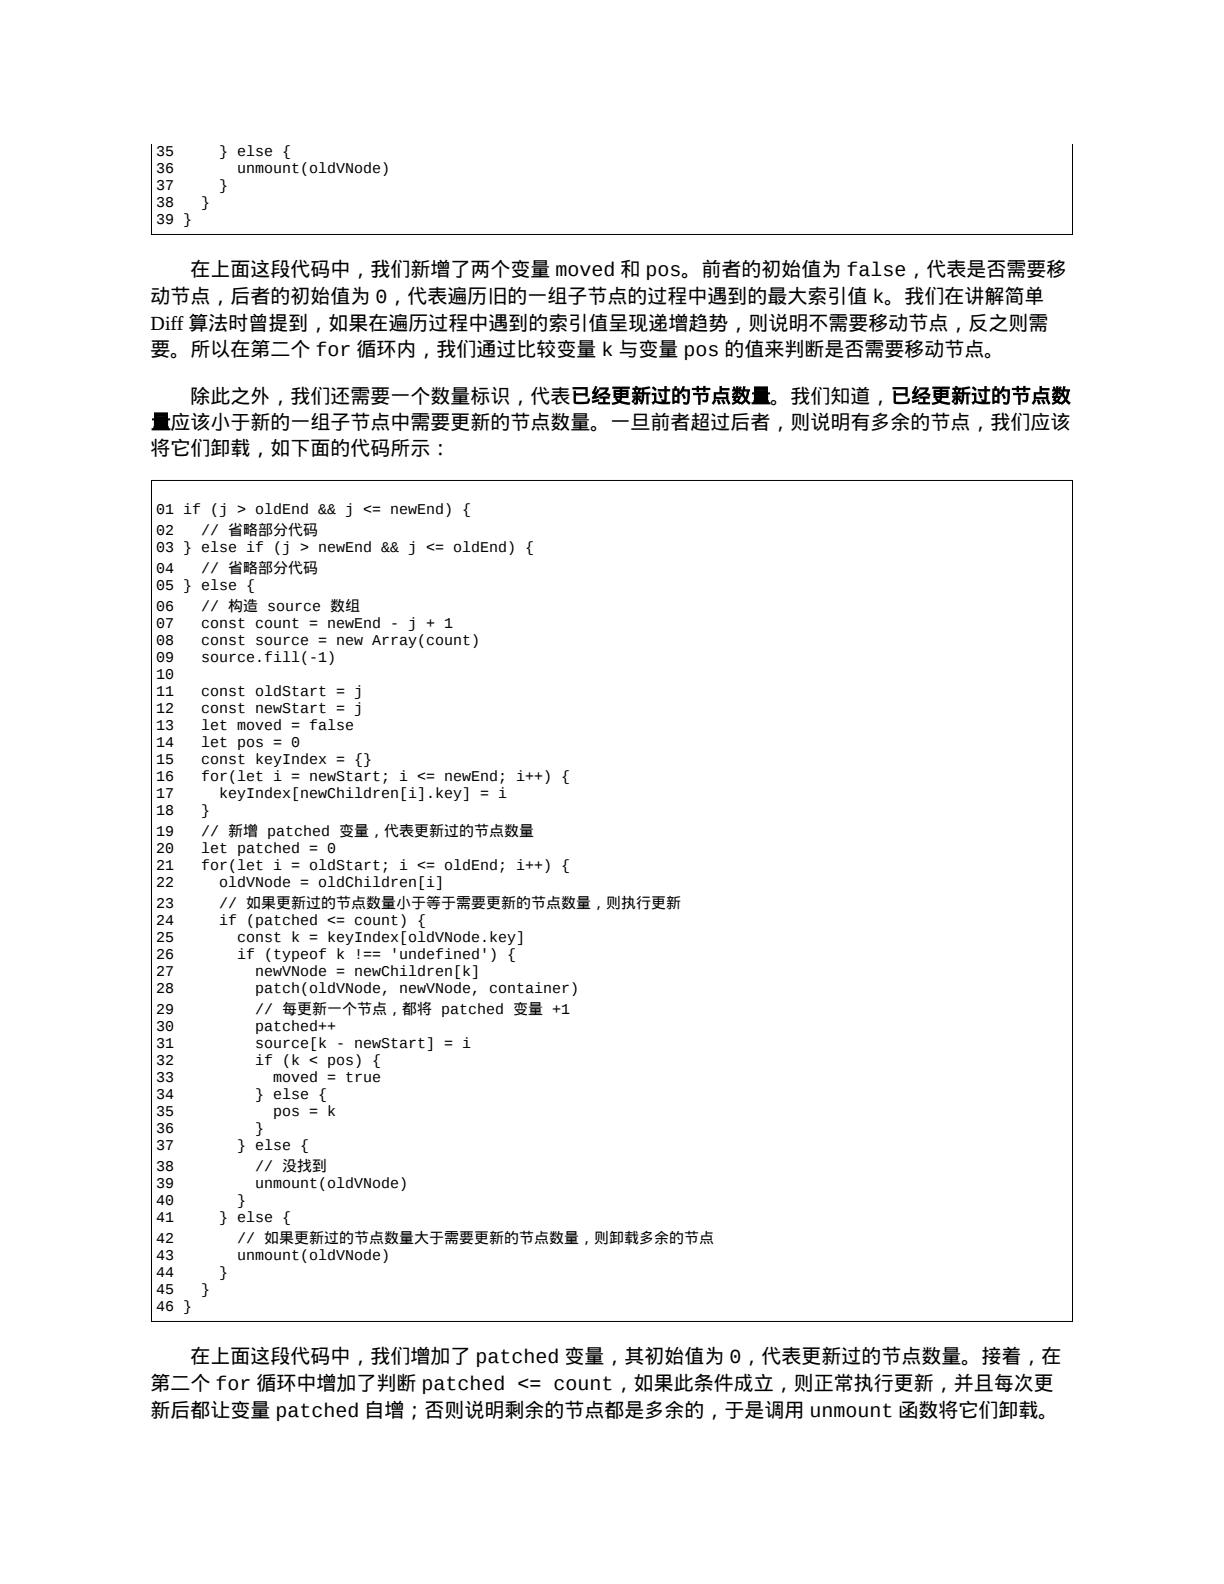 35     } else {
36       unmount(oldVNode)
37     }
38   }
39 }
在上面这段代码中，我们新增了两个变量 moved 和 pos。前者的初始值为 false，代表是否需要移
动节点，后者的初始值为 0，代表遍历旧的一组子节点的过程中遇到的最大索引值 k。我们在讲解简单
Diff 算法时曾提到，如果在遍历过程中遇到的索引值呈现递增趋势，则说明不需要移动节点，反之则需
要。所以在第二个 for 循环内，我们通过比较变量 k 与变量 pos 的值来判断是否需要移动节点。
除此之外，我们还需要一个数量标识，代表已经更新过的节点数量。我们知道，已经更新过的节点数
量应该小于新的一组子节点中需要更新的节点数量。一旦前者超过后者，则说明有多余的节点，我们应该
将它们卸载，如下面的代码所示：
01 if (j > oldEnd && j <= newEnd) {
02   // 省略部分代码
03 } else if (j > newEnd && j <= oldEnd) {
04   // 省略部分代码
05 } else {
06   // 构造 source 数组
07   const count = newEnd - j + 1
08   const source = new Array(count)
09   source.fill(-1)
10
11   const oldStart = j
12   const newStart = j
13   let moved = false
14   let pos = 0
15   const keyIndex = {}
16   for(let i = newStart; i <= newEnd; i++) {
17     keyIndex[newChildren[i].key] = i
18   }
19   // 新增 patched 变量，代表更新过的节点数量
20   let patched = 0
21   for(let i = oldStart; i <= oldEnd; i++) {
22     oldVNode = oldChildren[i]
23     // 如果更新过的节点数量小于等于需要更新的节点数量，则执行更新
24     if (patched <= count) {
25       const k = keyIndex[oldVNode.key]
26       if (typeof k !== 'undefined') {
27         newVNode = newChildren[k]
28         patch(oldVNode, newVNode, container)
29         // 每更新一个节点，都将 patched 变量 +1
30         patched++
31         source[k - newStart] = i
32         if (k < pos) {
33           moved = true
34         } else {
35           pos = k
36         }
37       } else {
38         // 没找到
39         unmount(oldVNode)
40       }
41     } else {
42       // 如果更新过的节点数量大于需要更新的节点数量，则卸载多余的节点
43       unmount(oldVNode)
44     }
45   }
46 }
在上面这段代码中，我们增加了 patched 变量，其初始值为 0，代表更新过的节点数量。接着，在
第二个 for 循环中增加了判断 patched <= count，如果此条件成立，则正常执行更新，并且每次更
新后都让变量 patched 自增；否则说明剩余的节点都是多余的，于是调用 unmount 函数将它们卸载。